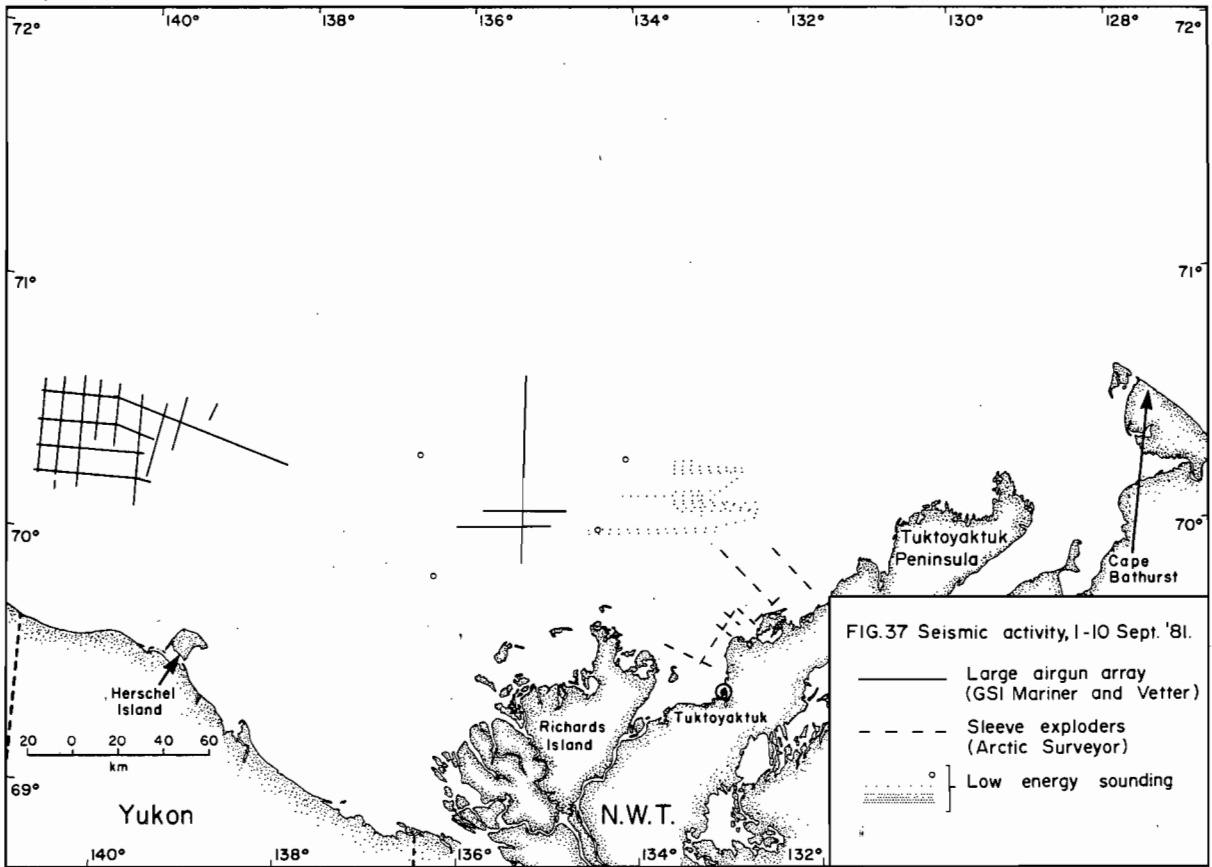 140° 138° 136° 134° 132° 130° 128°
72° 72°
71° 71°
70° 70°
Tuktoyaktuk
Peninsula
Cape
Bathurst
FIG.37 Seismic activity, 1-10 Sept. '81.
Large airgun array
(GSI Mariner and Vetter)
Sleeve exploders
(Arctic Surveyor)
Low energy sounding
Herschel
Island
Richards
Island
Tuktoyaktuk
20 0 20 40 60
km
69°
Yukon
N.W.T.
140° 138° 136° 134° 132°